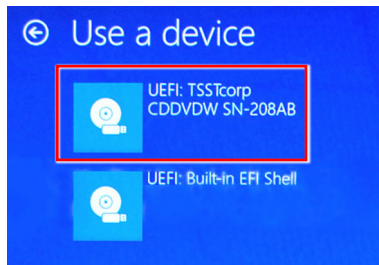 Use a device
UEFI: TSSTcorp
CDDVDW SN-208AB
UEFI: Built-in EFI Shell